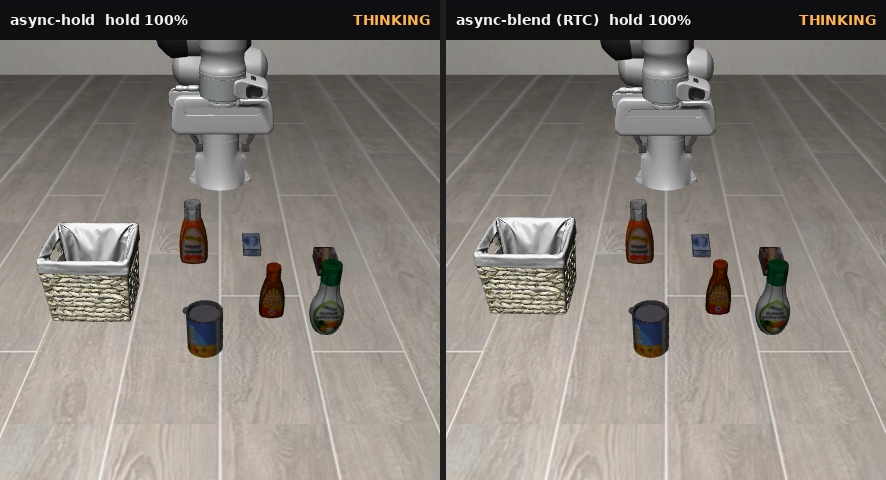 async-hold hold 100% THINKING
async-blend (RTC) hold 100% THINKING